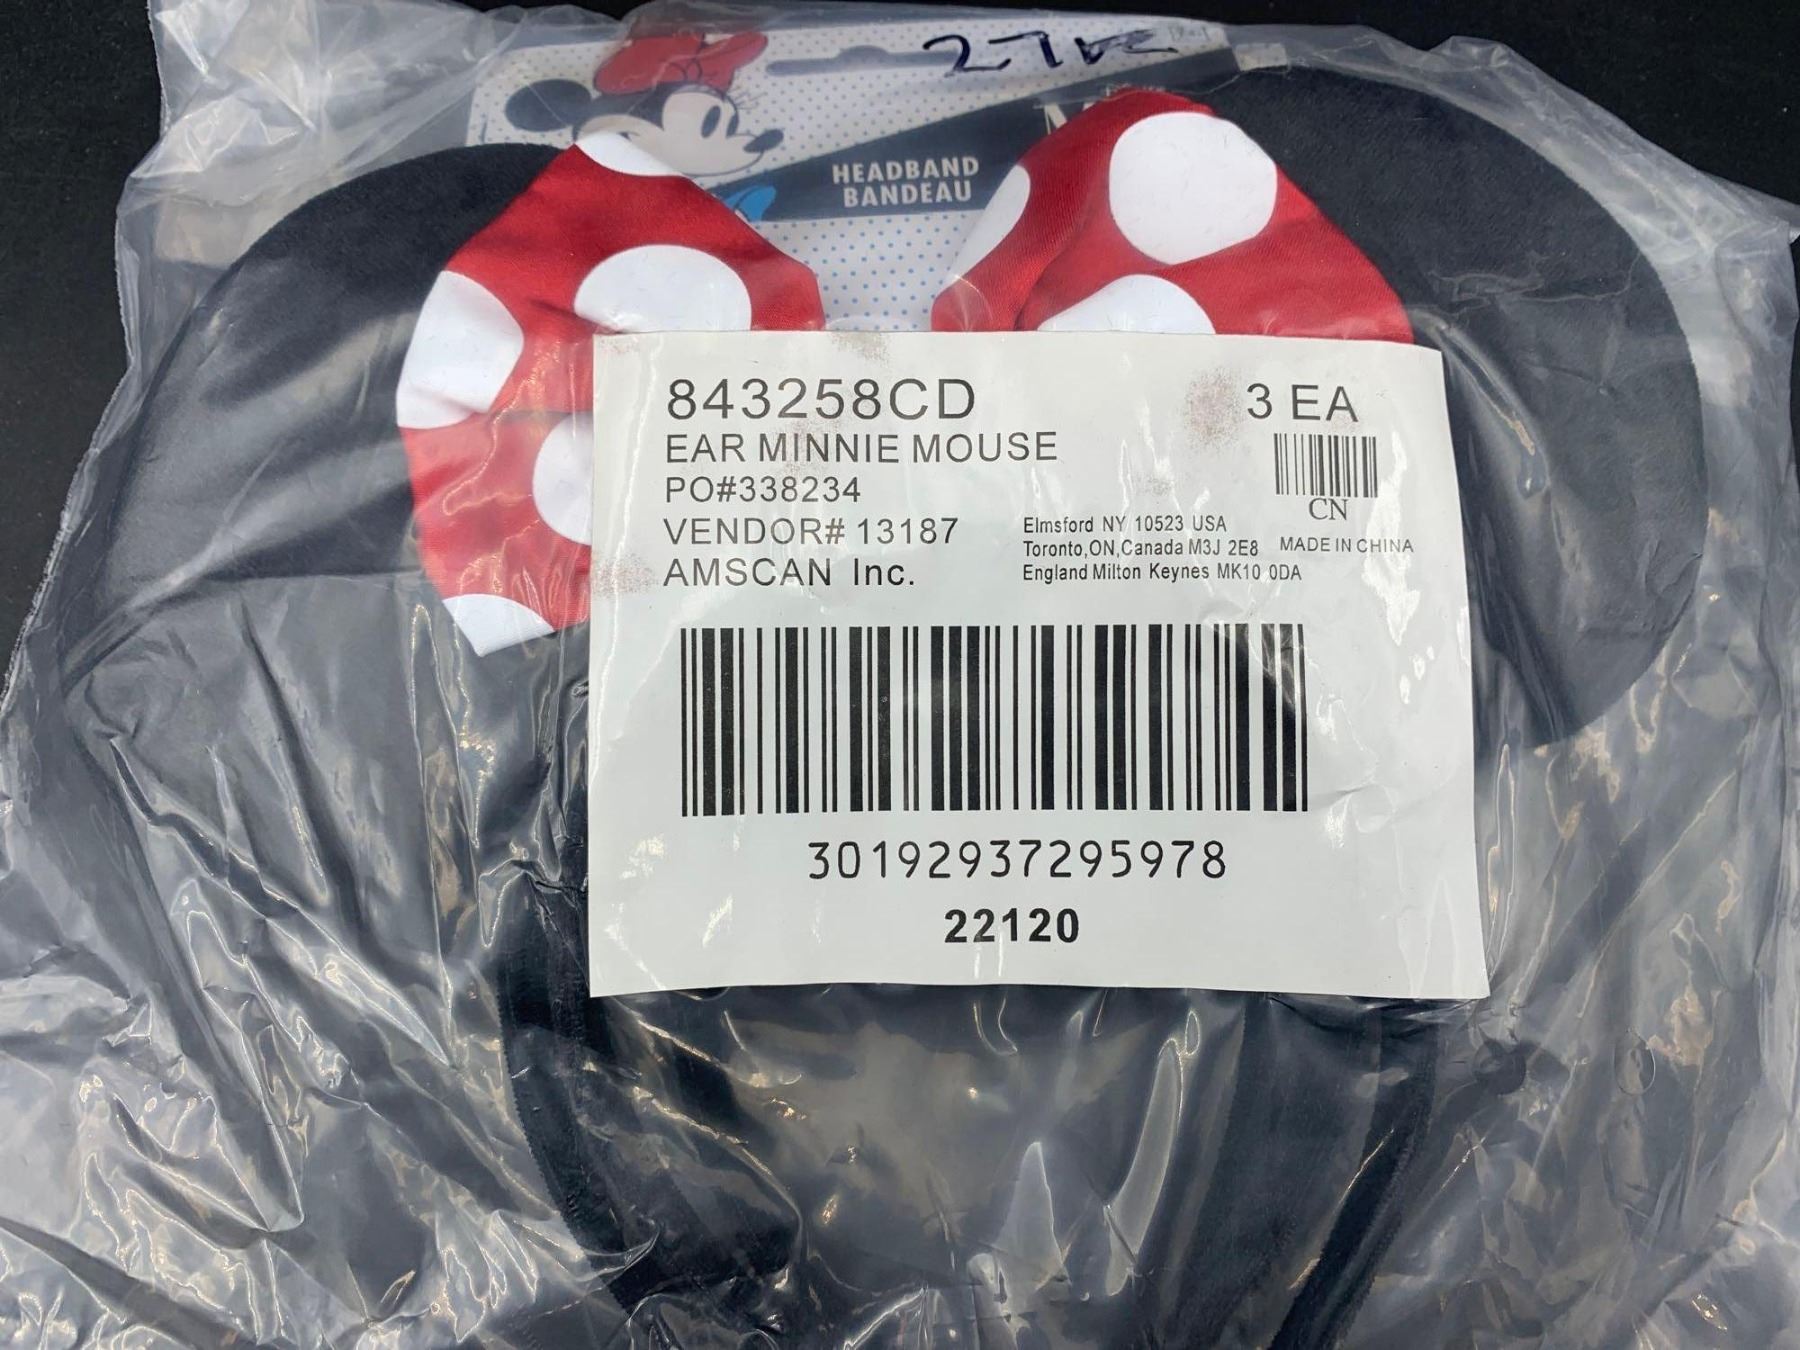 HEADBAND
BANDEAU
843258CD
3 EA
EAR MINNIE MOUSE
PO#338234
CN
VENDOR# 13187
AMSCAN Inc.
Elmsford NY 10523 USA
Toronto,ON,Canada M3J 2E8
England Milton Keynes MK10 0DA
MADE IN CHINA
30192937295978
22120